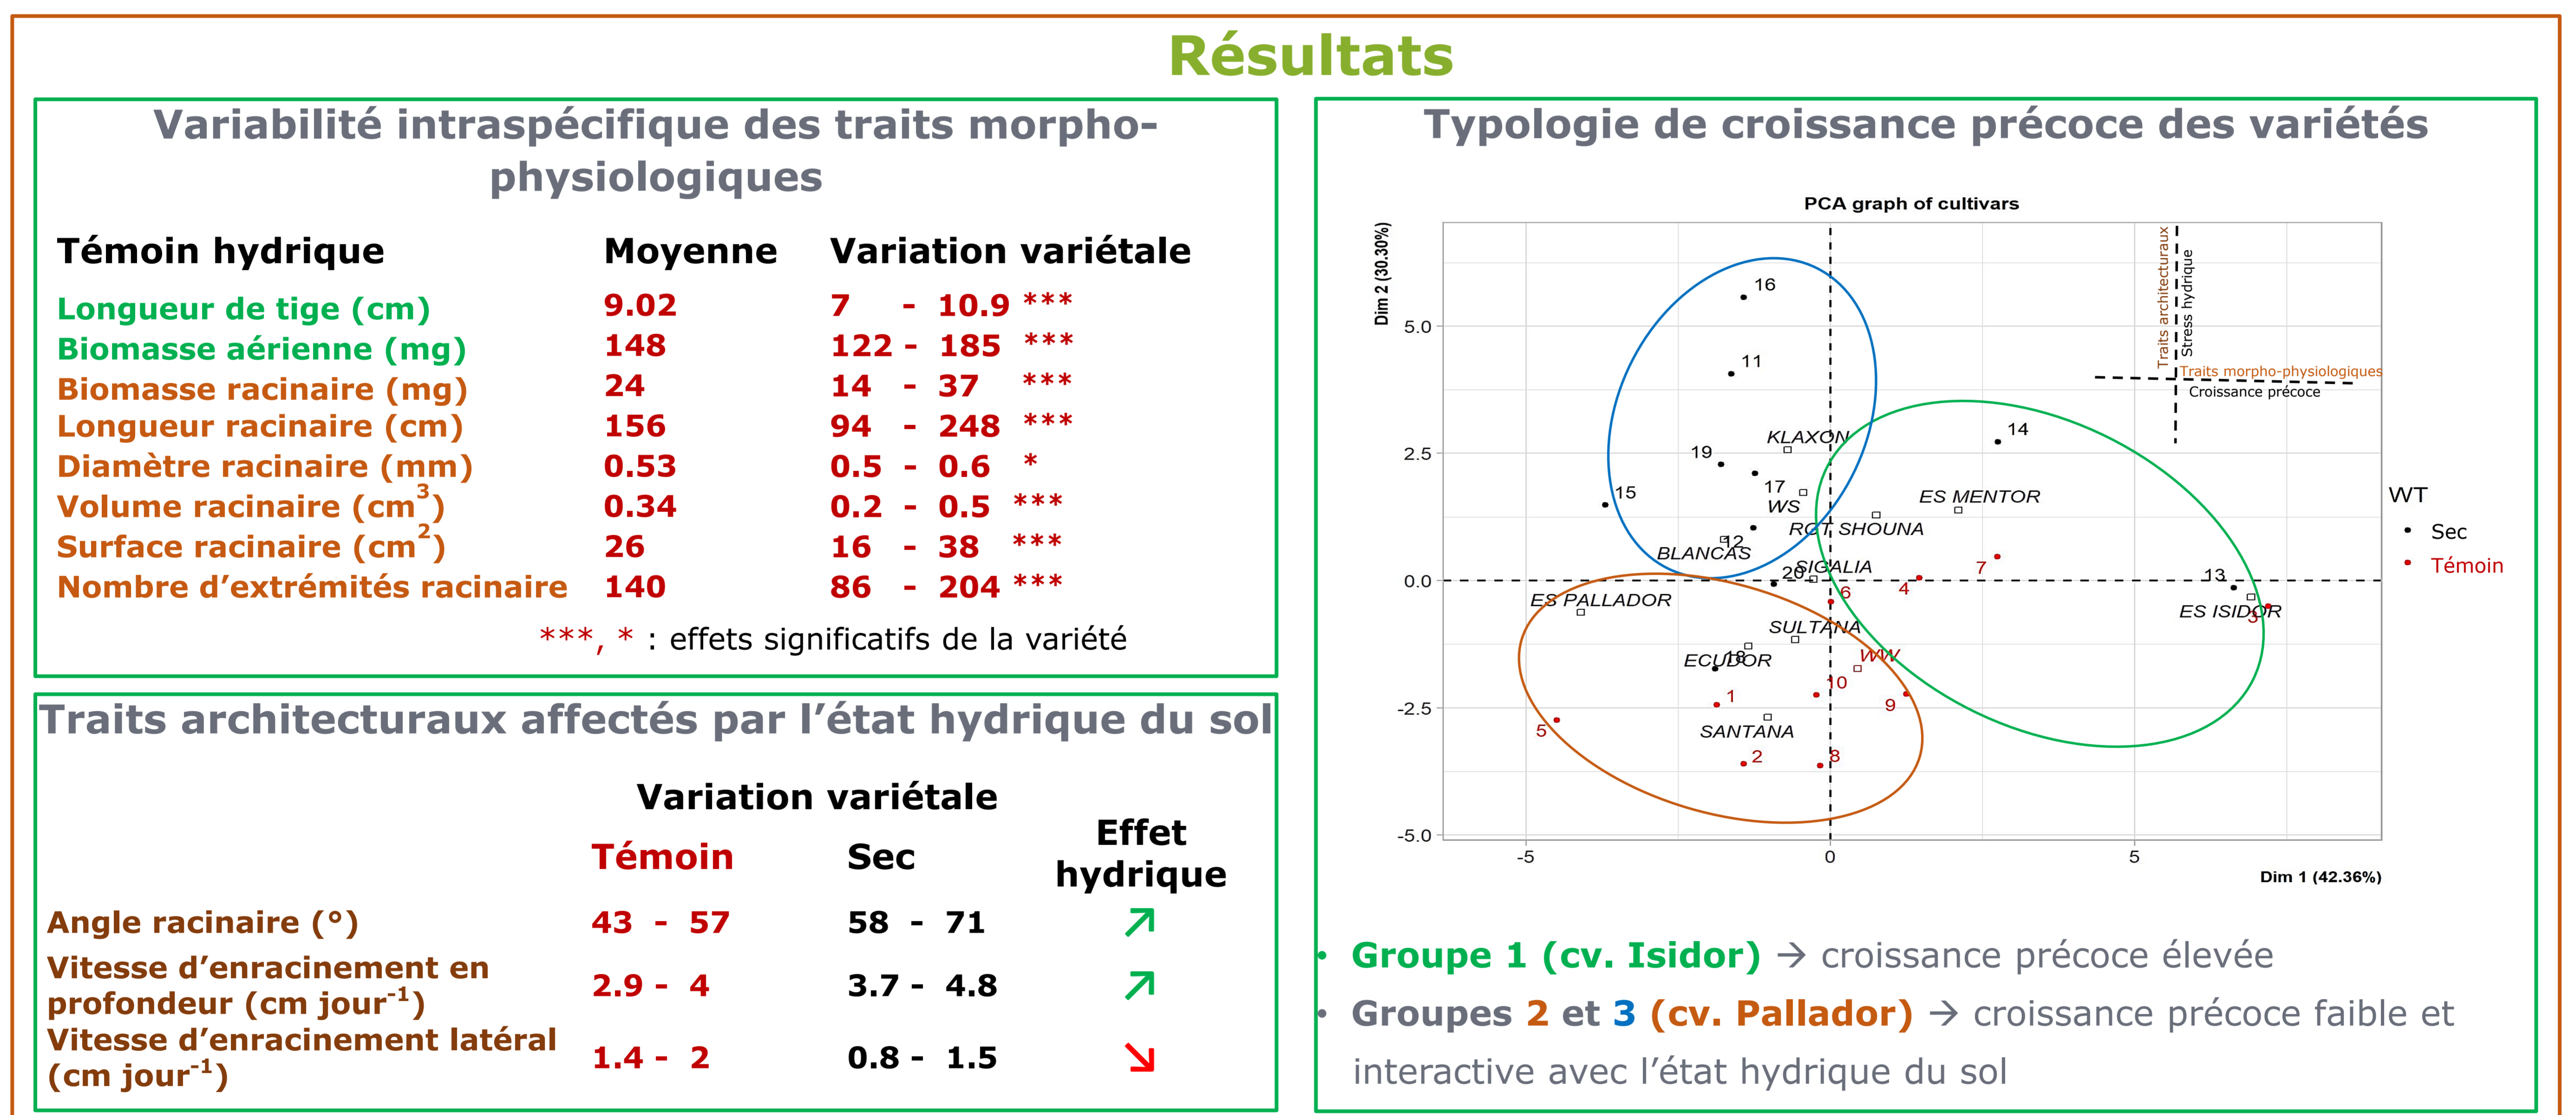 Résultats
Variabilité intraspécifique des traits morpho-
physiologiques
Témoin hydrique Moyenne Variation variétale
Longueur de tige (cm) 9.02 7 - 10.9 ***
Biomasse aérienne (mg) 148 122 - 185 ***
Biomasse racinaire (mg) 24 14 - 37 ***
Longueur racinaire (cm) 156 94 - 248 ***
Diamètre racinaire (mm) 0.53 0.5 - 0.6 *
Volume racinaire (cm³) 0.34 0.2 - 0.5 ***
Surface racinaire (cm²) 26 16 - 38 ***
Nombre d’extrémités racinaire 140 86 - 204 ***
***, * : effets significatifs de la variété
Traits architecturaux affectés par l’état hydrique du sol
Variation variétale
Témoin Sec Effet
hydrique
Angle racinaire (°) 43 - 57 58 - 71 ↗
Vitesse d’enracinement en
profondeur (cm jour⁻¹) 2.9 - 4 3.7 - 4.8 ↗
Vitesse d’enracinement latéral
(cm jour⁻¹) 1.4 - 2 0.8 - 1.5 ↘
Typologie de croissance précoce des variétés
PCA graph of cultivars
Dim 2 (30.30%)
Traits architecturaux
Stress hydrique
Traits morpho-physiologiques
Croissance précoce
16
5.0
11
14
KLAXON
2.5
19
17
15
WS
ES MENTOR
ROT SHOUNA
12
BLANCAS
SIGALIA
20
7
13
0.0
4
6
ES PALLADOR
ES ISIDOR
3
SULTANA
18
ECUDOR
WW
10
1
9
-2.5
5
SANTANA
2
8
-5.0
-5 0 5
Dim 1 (42.36%)
WT
Sec
Témoin
• Groupe 1 (cv. Isidor) → croissance précoce élevée
• Groupes 2 et 3 (cv. Pallador) → croissance précoce faible et
interactive avec l’état hydrique du sol